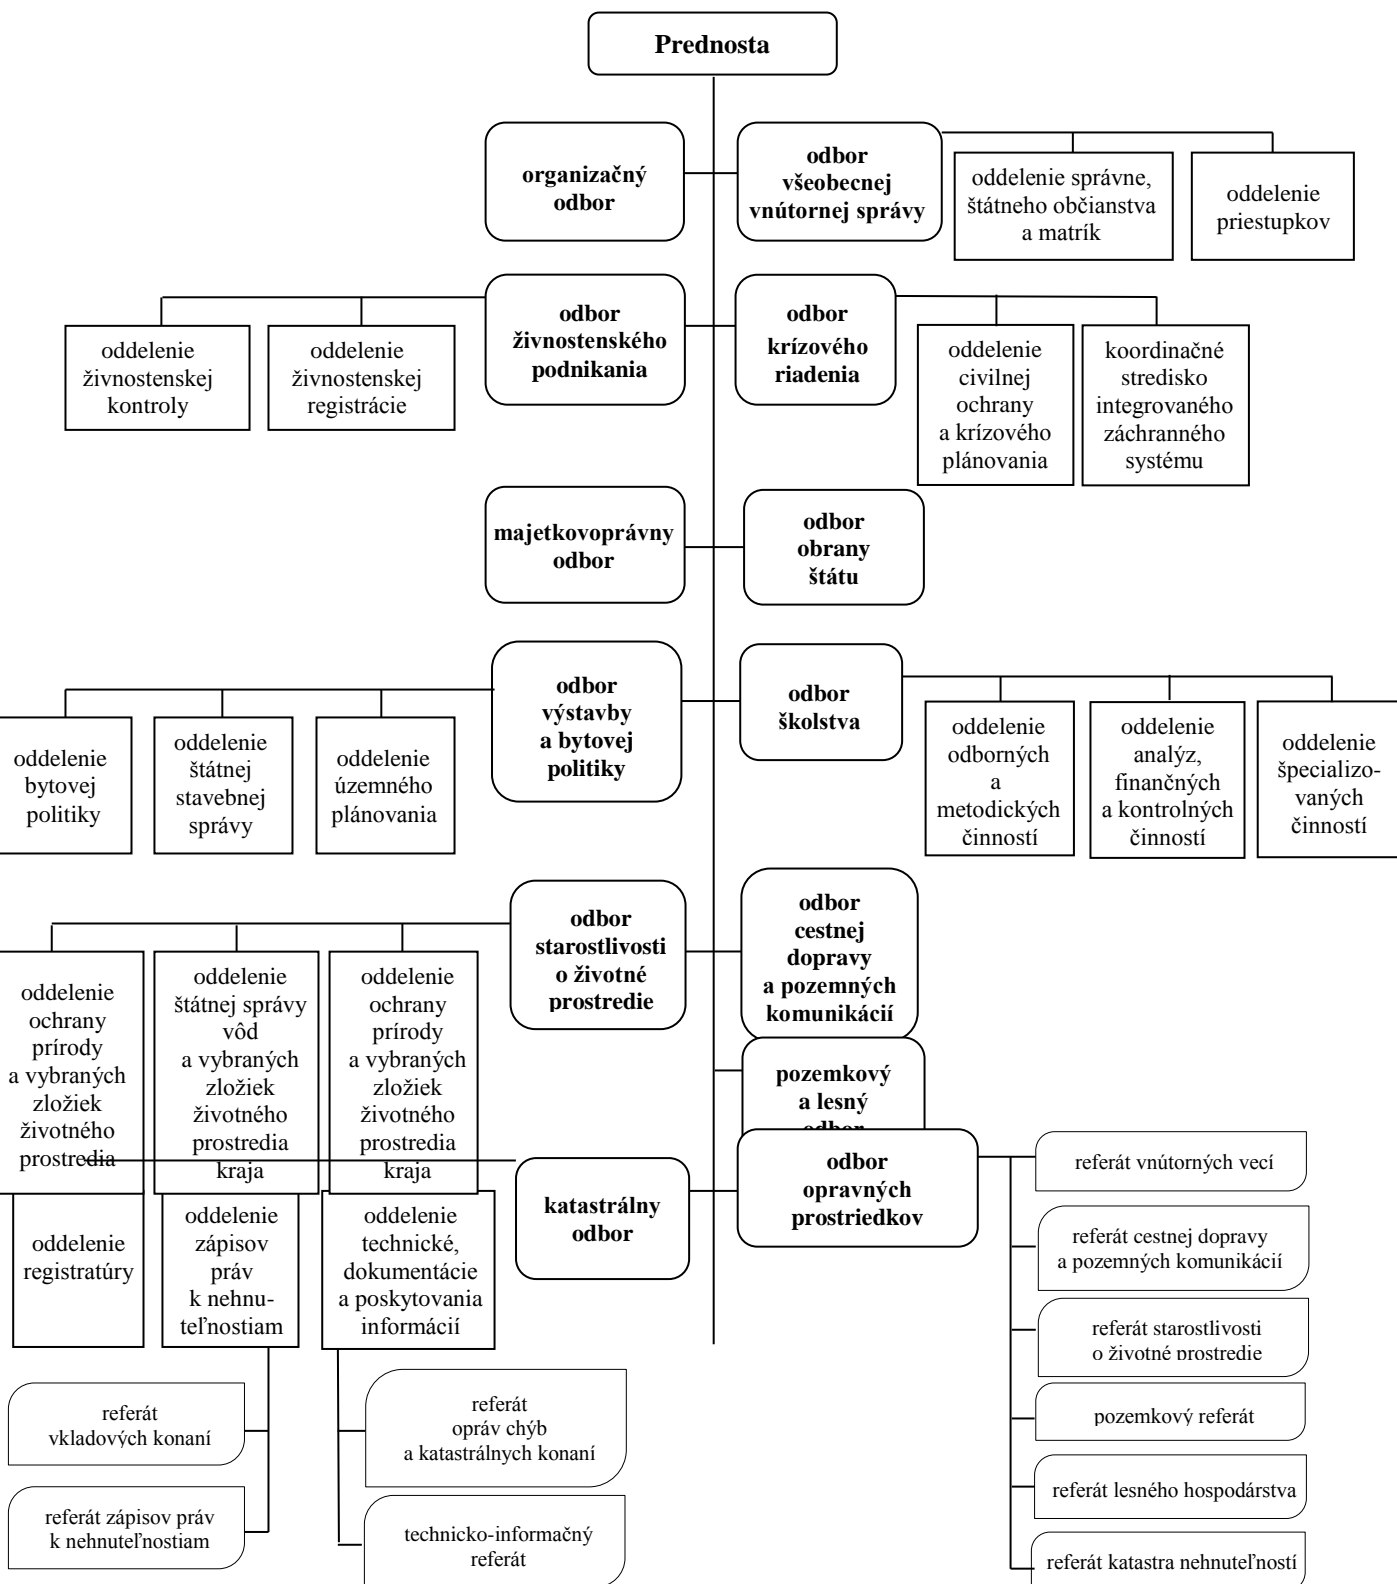 Prednosta
organizačný
odbor
odbor
všeobecnej
vnútornej správy
oddelenie správne,
štátneho občianstva
a matrík
oddelenie
priestupkov
oddelenie
živnostenskej
kontroly
oddelenie
živnostenskej
registrácie
odbor
živnostenského
podnikania
odbor
krízového
riadenia
oddelenie
civilnej
ochrany
a krízového
plánovania
koordinačné
stredisko
integrovaného
záchranného
systému
majetkovoprávny
odbor
odbor
obrany
štátu
oddelenie
bytovej
politiky
oddelenie
štátnej
stavebnej
správy
oddelenie
územného
plánovania
odbor
výstavby
a bytovej
politiky
odbor
školstva
oddelenie
odborných
a
metodických
činností
oddelenie
analýz,
finančných
a kontrolných
činností
oddelenie
špecializo-
vaných
činností
oddelenie
ochrany
prírody
a vybraných
zložiek
životného
prostredia
oddelenie
štátnej správy
vôd
a vybraných
zložiek
životného
prostredia
kraja
oddelenie
ochrany
prírody
a vybraných
zložiek
životného
prostredia
kraja
odbor
starostlivosti
o životné
prostredie
odbor
cestnej
dopravy
a pozemných
komunikácií
pozemkový
a lesný
odbor
katastrálny
odbor
odbor
opravných
prostriedkov
oddelenie
registratúry
oddelenie
zápisov
práv
k nehnu-
teľnostiam
oddelenie
technické,
dokumentácie
a poskytovania
informácií
referát vnútorných vecí
referát cestnej dopravy
a pozemných komunikácií
referát starostlivosti
o životné prostredie
pozemkový referát
referát lesného hospodárstva
referát katastra nehnuteľností
referát
vkladových konaní
referát zápisov práv
k nehnuteľnostiam
referát
opráv chýb
a katastrálnych konaní
technicko-informačný
referát